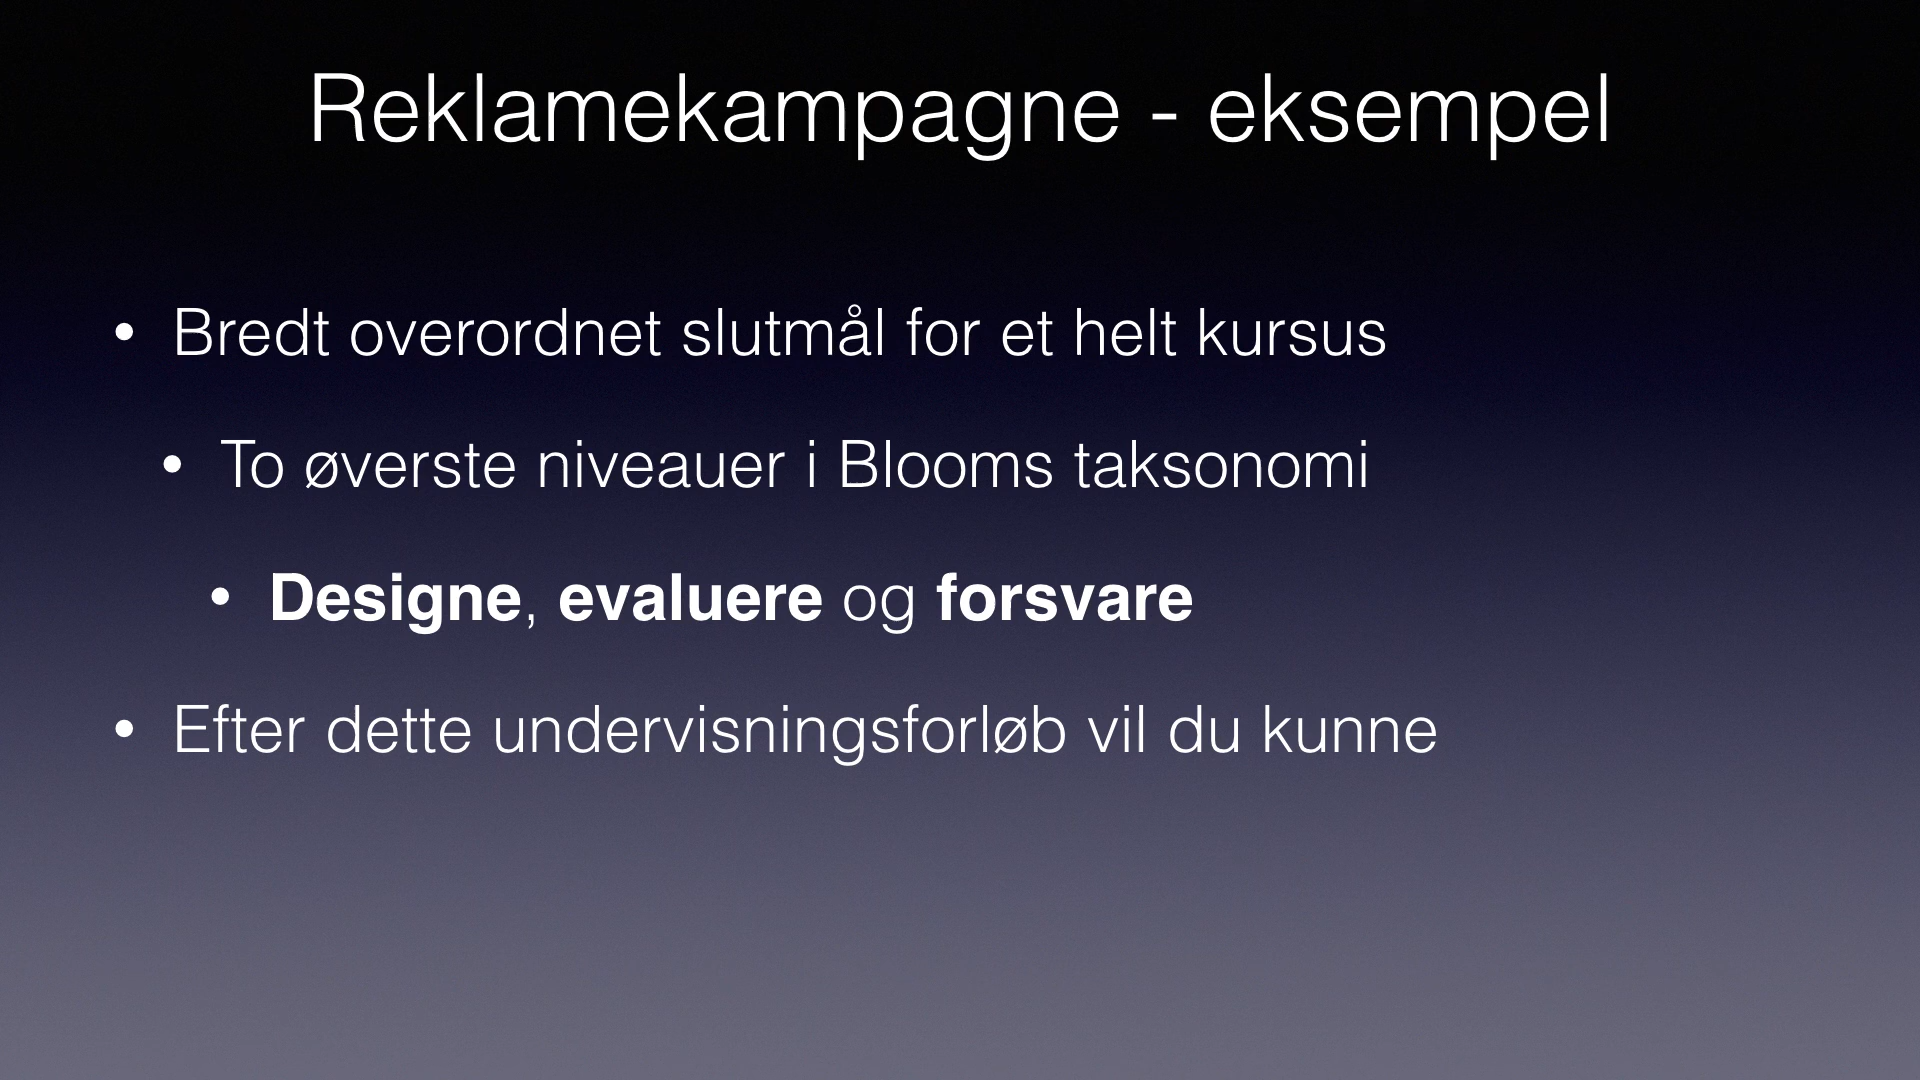 Reklamekampagne - eksempel
• Bredt overordnet slutmål for et helt kursus
• To øverste niveauer i Blooms taksonomi
• Designe, evaluere og forsvare
• Efter dette undervisningsforløb vil du kunne